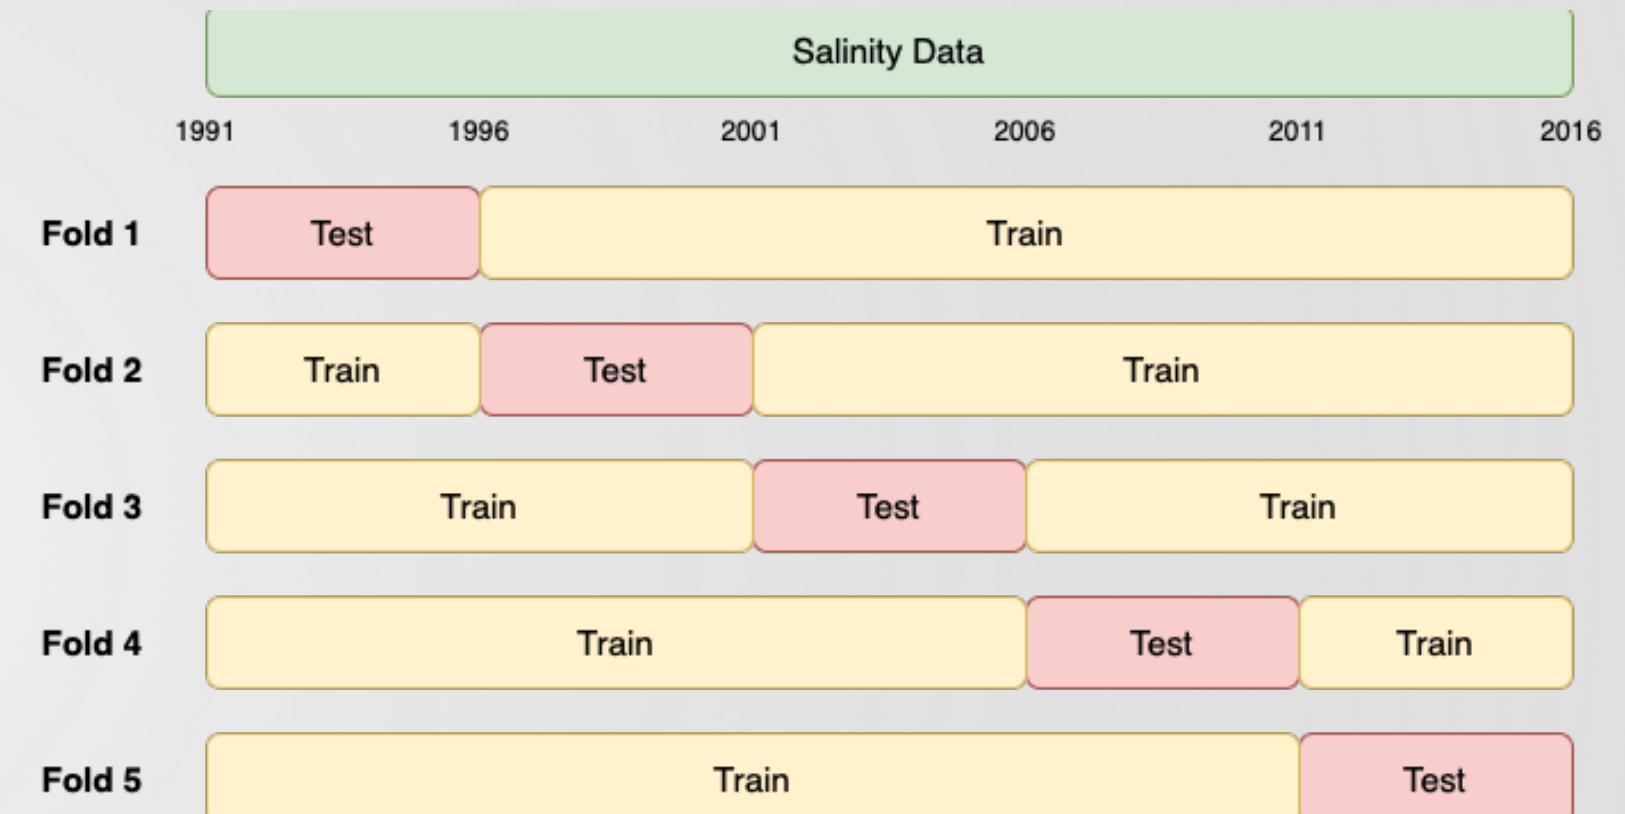 Salinity Data
1991 1996 2001 2006 2011 2016
Fold 1 Test Train
Fold 2 Train Test Train
Fold 3 Train Test Train
Fold 4 Train Test Train
Fold 5 Train Test